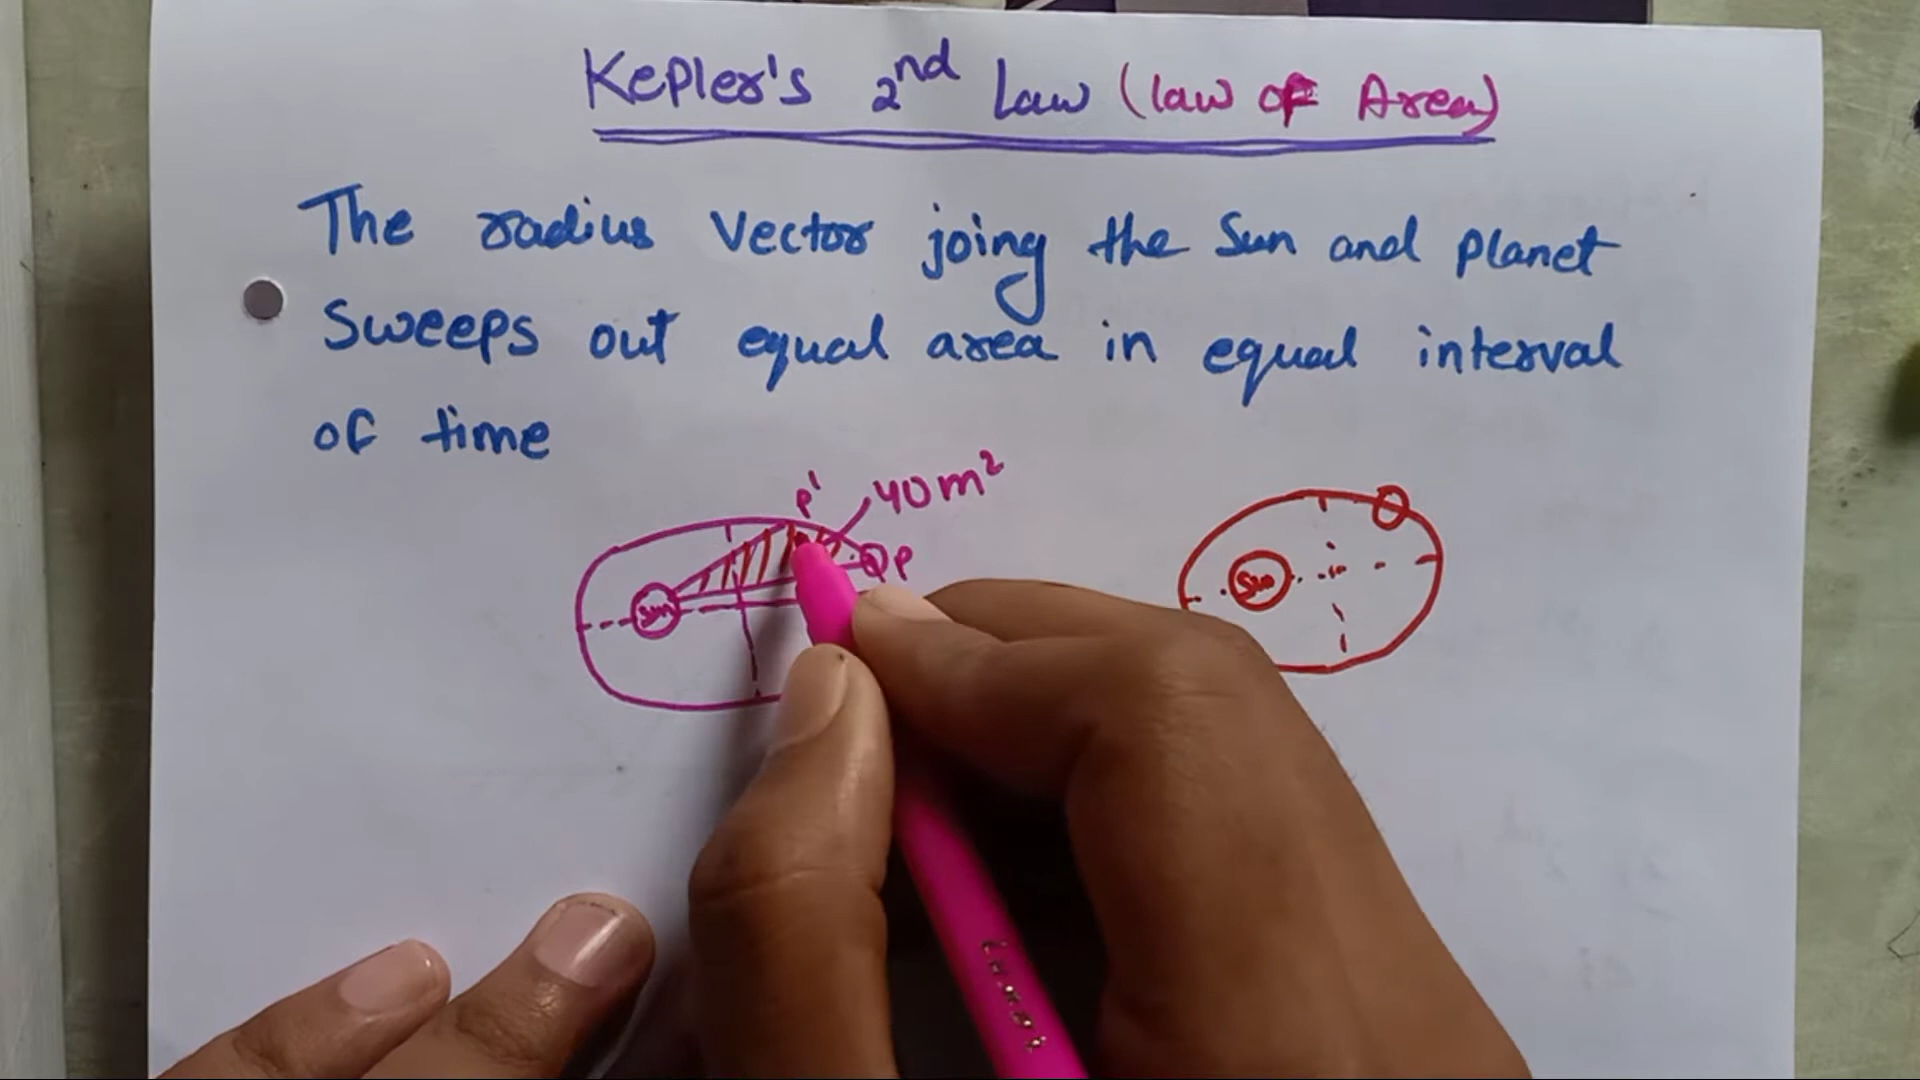 Kepler's 2nd Law (law of Area)
The radius Vector joing the Sun and planet
Sweeps out equal area in equal interval
of time
P' 40m²
P
Sun
Sun